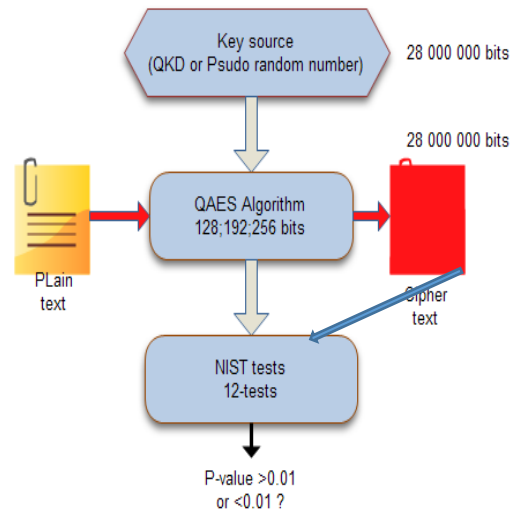 Key source
(QKD or Psudo random number)
28 000 000 bits
28 000 000 bits
QAES Algorithm
128;192;256 bits
PLain
text
Cipher
text
NIST tests
12-tests
P-value >0.01
or <0.01 ?